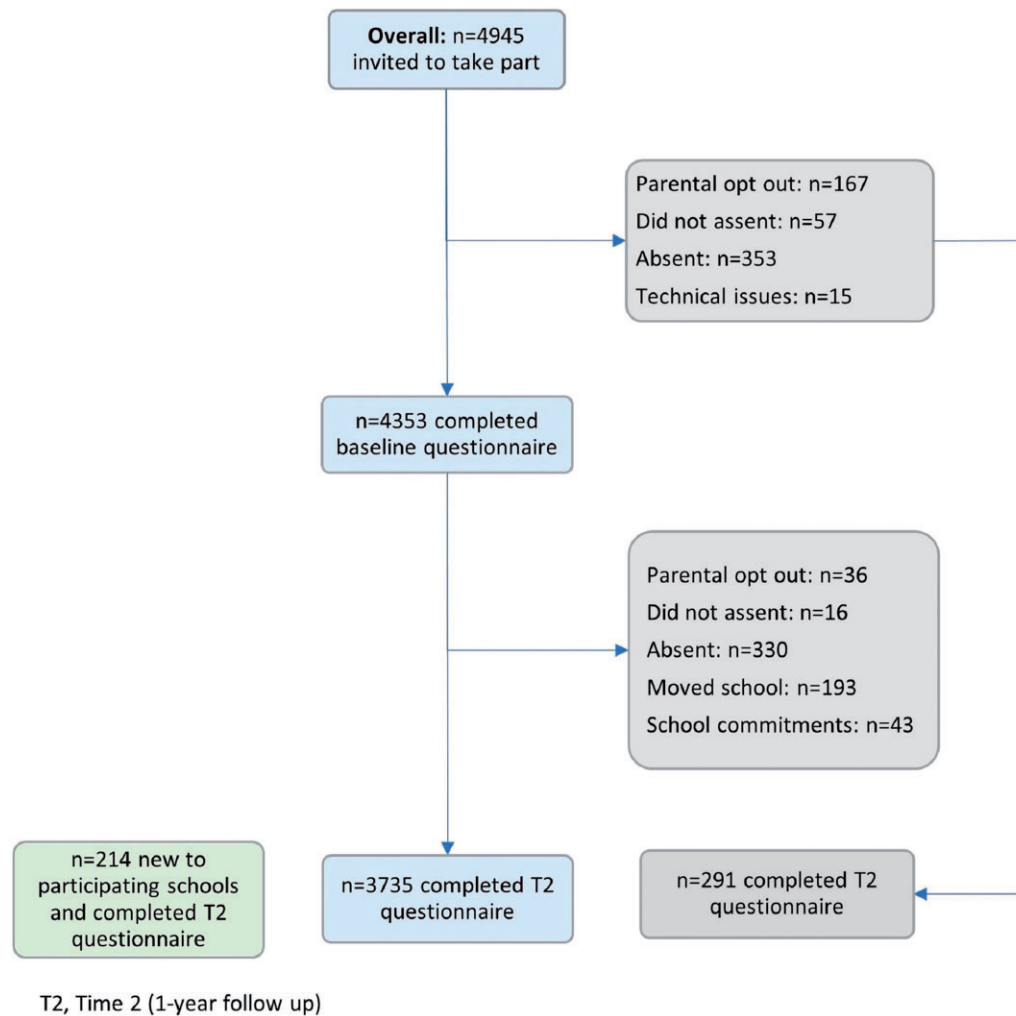 Overall: n=4945
invited to take part
Parental opt out: n=167
Did not assent: n=57
Absent: n=353
Technical issues: n=15
n=4353 completed
baseline questionnaire
Parental opt out: n=36
Did not assent: n=16
Absent: n=330
Moved school: n=193
School commitments: n=43
n=214 new to
participating schools
and completed T2
questionnaire
n=3735 completed T2
questionnaire
n=291 completed T2
questionnaire
T2, Time 2 (1-year follow up)